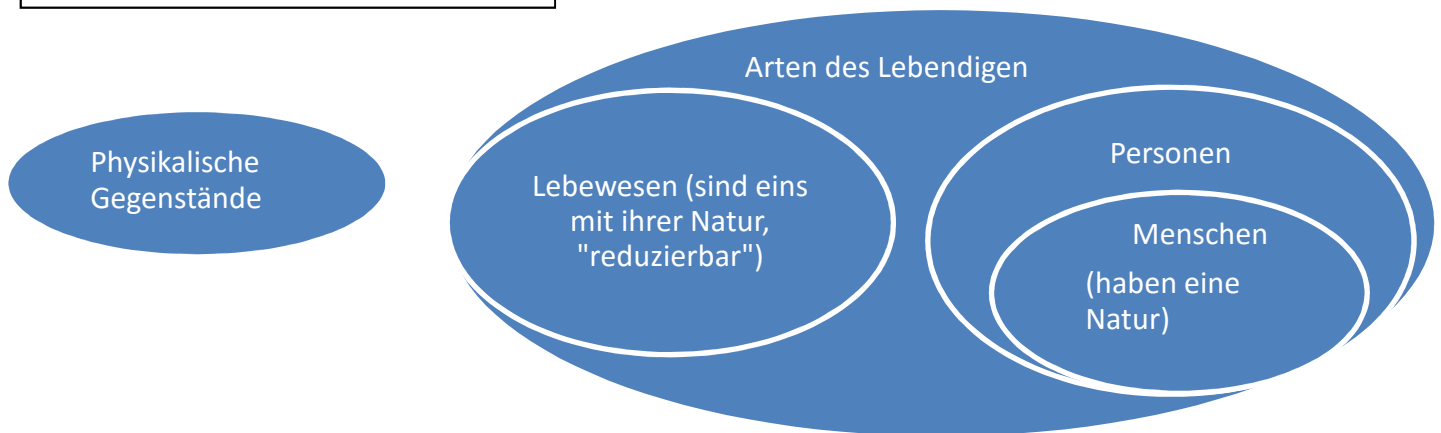 Arten des Lebendigen
Physikalische
Gegenstände
Lebewesen (sind eins
mit ihrer Natur,
"reduzierbar")
Personen
Menschen
(haben eine
Natur)